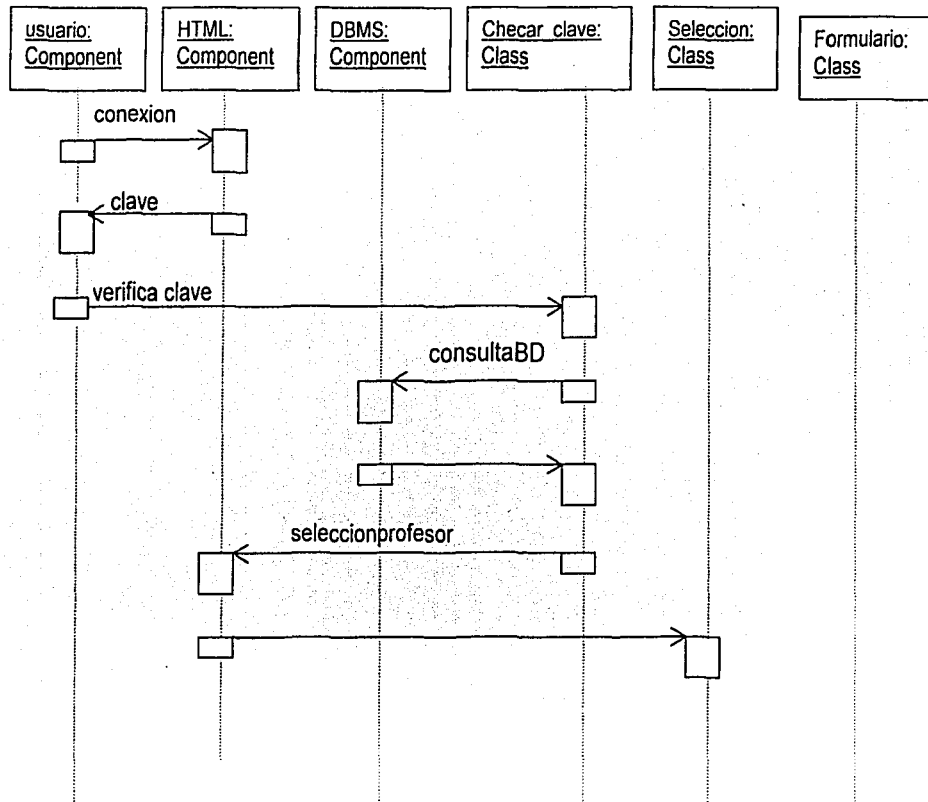 usuario:
Component
HTML:
Component
DBMS:
Component
Checar clave:
Class
Seleccion:
Class
Formulario:
Class
conexion
clave
verifica clave
consultaBD
seleccionprofesor